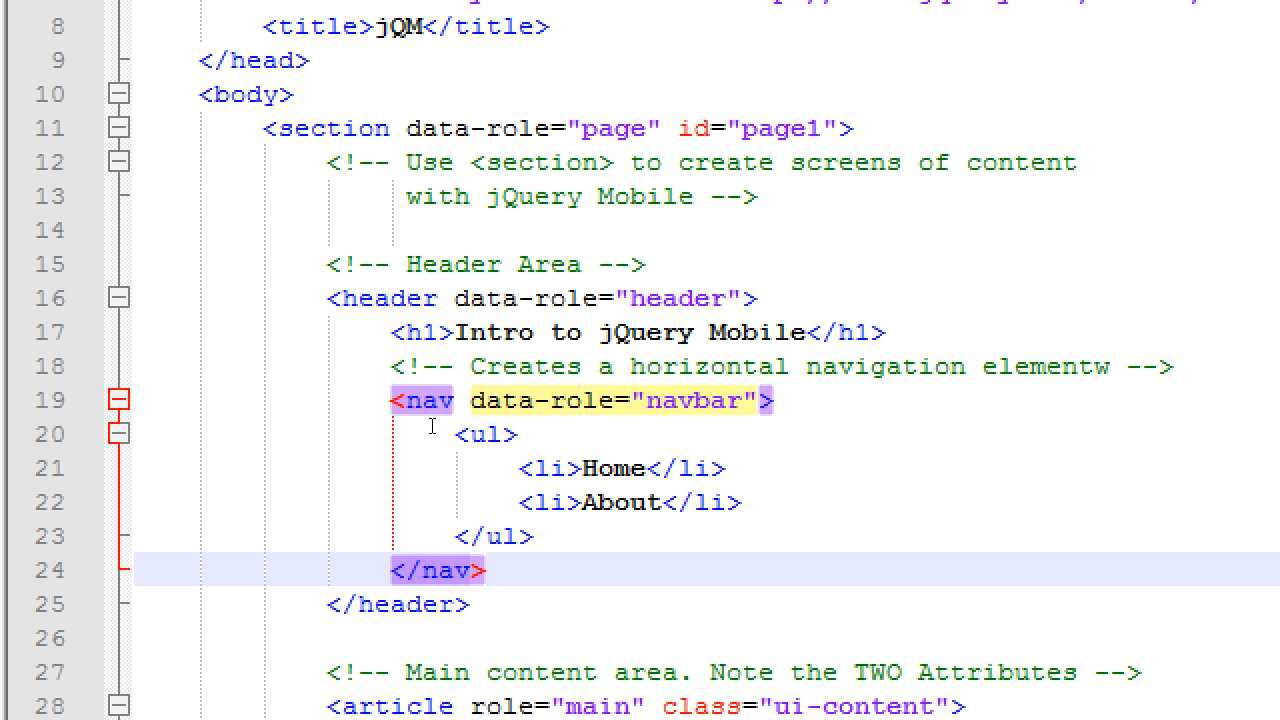 8 <title>jQM</title>
9 </head>
10 <body>
11 <section data-role="page" id="page1">
12 <!-- Use <section> to create screens of content
13 with jQuery Mobile -->
14
15 <!-- Header Area -->
16 <header data-role="header">
17 <h1>Intro to jQuery Mobile</h1>
18 <!-- Creates a horizontal navigation elementw -->
19 <nav data-role="navbar">
20 <ul>
21 <li>Home</li>
22 <li>About</li>
23 </ul>
24 </nav>
25 </header>
26
27 <!-- Main content area. Note the TWO Attributes -->
28 <article role="main" class="ui-content">